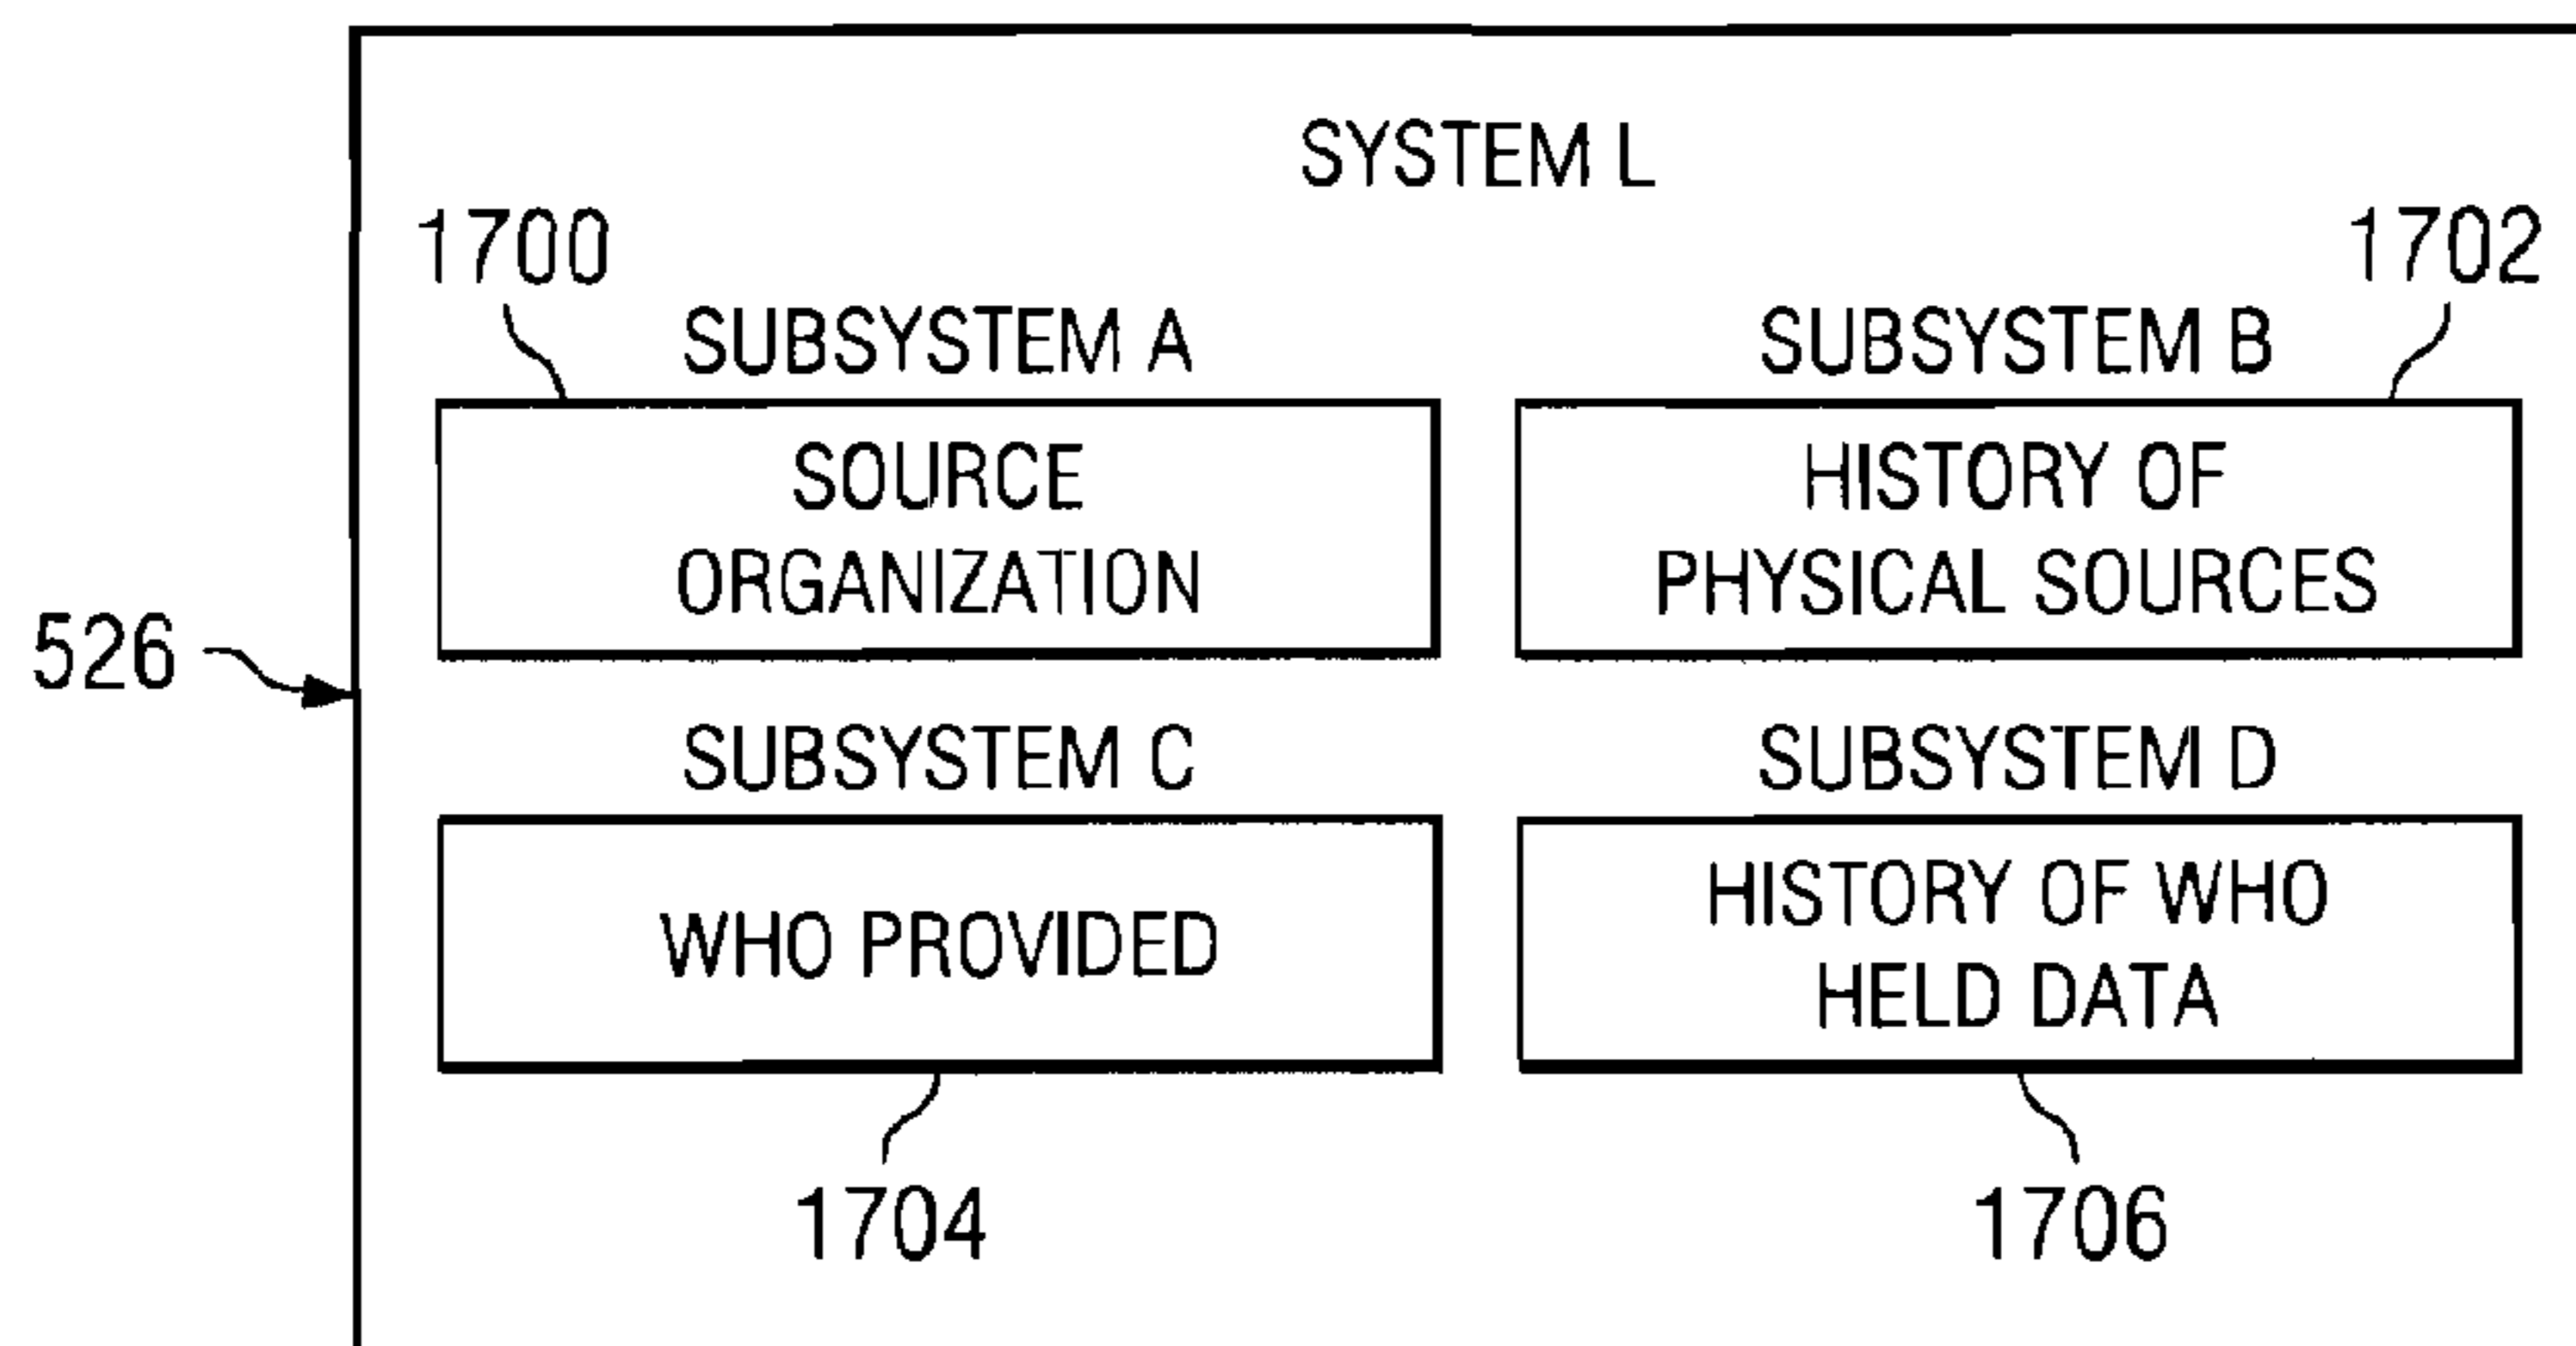 SYSTEM L
1700
1702
SUBSYSTEM A
SUBSYSTEM B
SOURCE
ORGANIZATION
HISTORY OF
PHYSICAL SOURCES
526
SUBSYSTEM C
SUBSYSTEM D
WHO PROVIDED
HISTORY OF WHO
HELD DATA
1704
1706